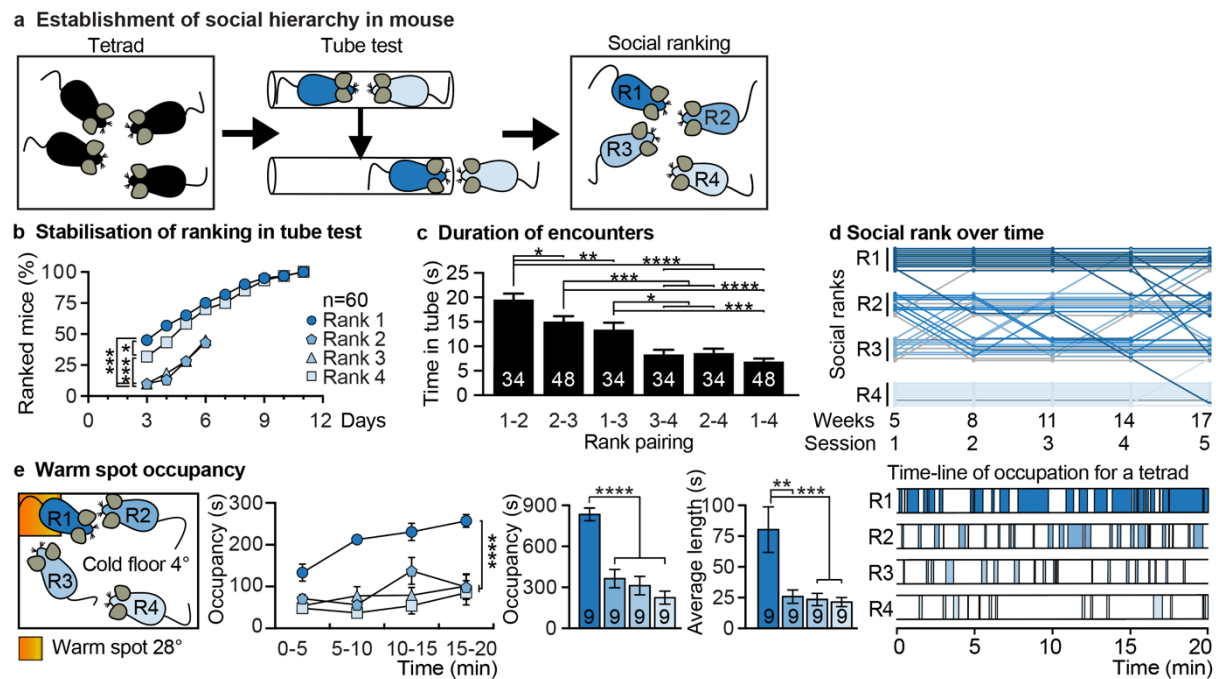 a Establishment of social hierarchy in mouse
Tetrad
Tube test
Social ranking
R1
R2
R3
R4
b Stabilisation of ranking in tube test
Ranked mice (%)
100
75
50
25
0
***
*
***
n=60
Rank 1
Rank 2
Rank 3
Rank 4
0 3 6 9 12 Days
c Duration of encounters
Time in tube (s)
25
20
15
10
5
0
* ** ****
*** ****
* ***
34 48 34 34 34 48
1-2 2-3 1-3 3-4 2-4 1-4
Rank pairing
d Social rank over time
Social ranks
R1
R2
R3
R4
Weeks 5 8 11 14 17
Session 1 2 3 4 5
e Warm spot occupancy
R1
R2
R3
R4
Cold floor 4°
Warm spot 28°
Occupancy (s)
300
200
100
0
****
0-5 5-10 10-15 15-20
Time (min)
Occupancy (s)
900
600
300
0
****
9 9 9 9
Average length (s)
100
75
50
25
0
** ***
9 9 9 9
Time-line of occupation for a tetrad
R1
R2
R3
R4
0 5 10 15 20
Time (min)